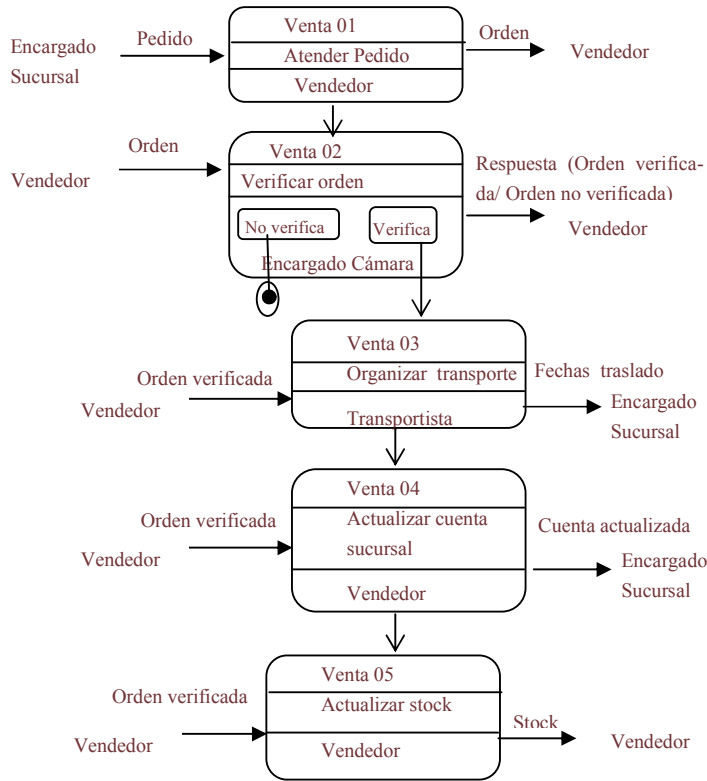 Venta 01
Pedido
Orden
Encargado
Sucursal
Atender Pedido
Vendedor
Vendedor
Orden
Venta 02
Vendedor
Verificar orden
Respuesta (Orden verifica-
da/ Orden no verificada)
No verifica
Verifica
Vendedor
Encargado Cámara
Venta 03
Orden verificada
Organizar transporte
Fechas traslado
Vendedor
Transportista
Encargado
Sucursal
Venta 04
Orden verificada
Actualizar cuenta
sucursal
Cuenta actualizada
Vendedor
Vendedor
Encargado
Sucursal
Venta 05
Orden verificada
Actualizar stock
Stock
Vendedor
Vendedor
Vendedor